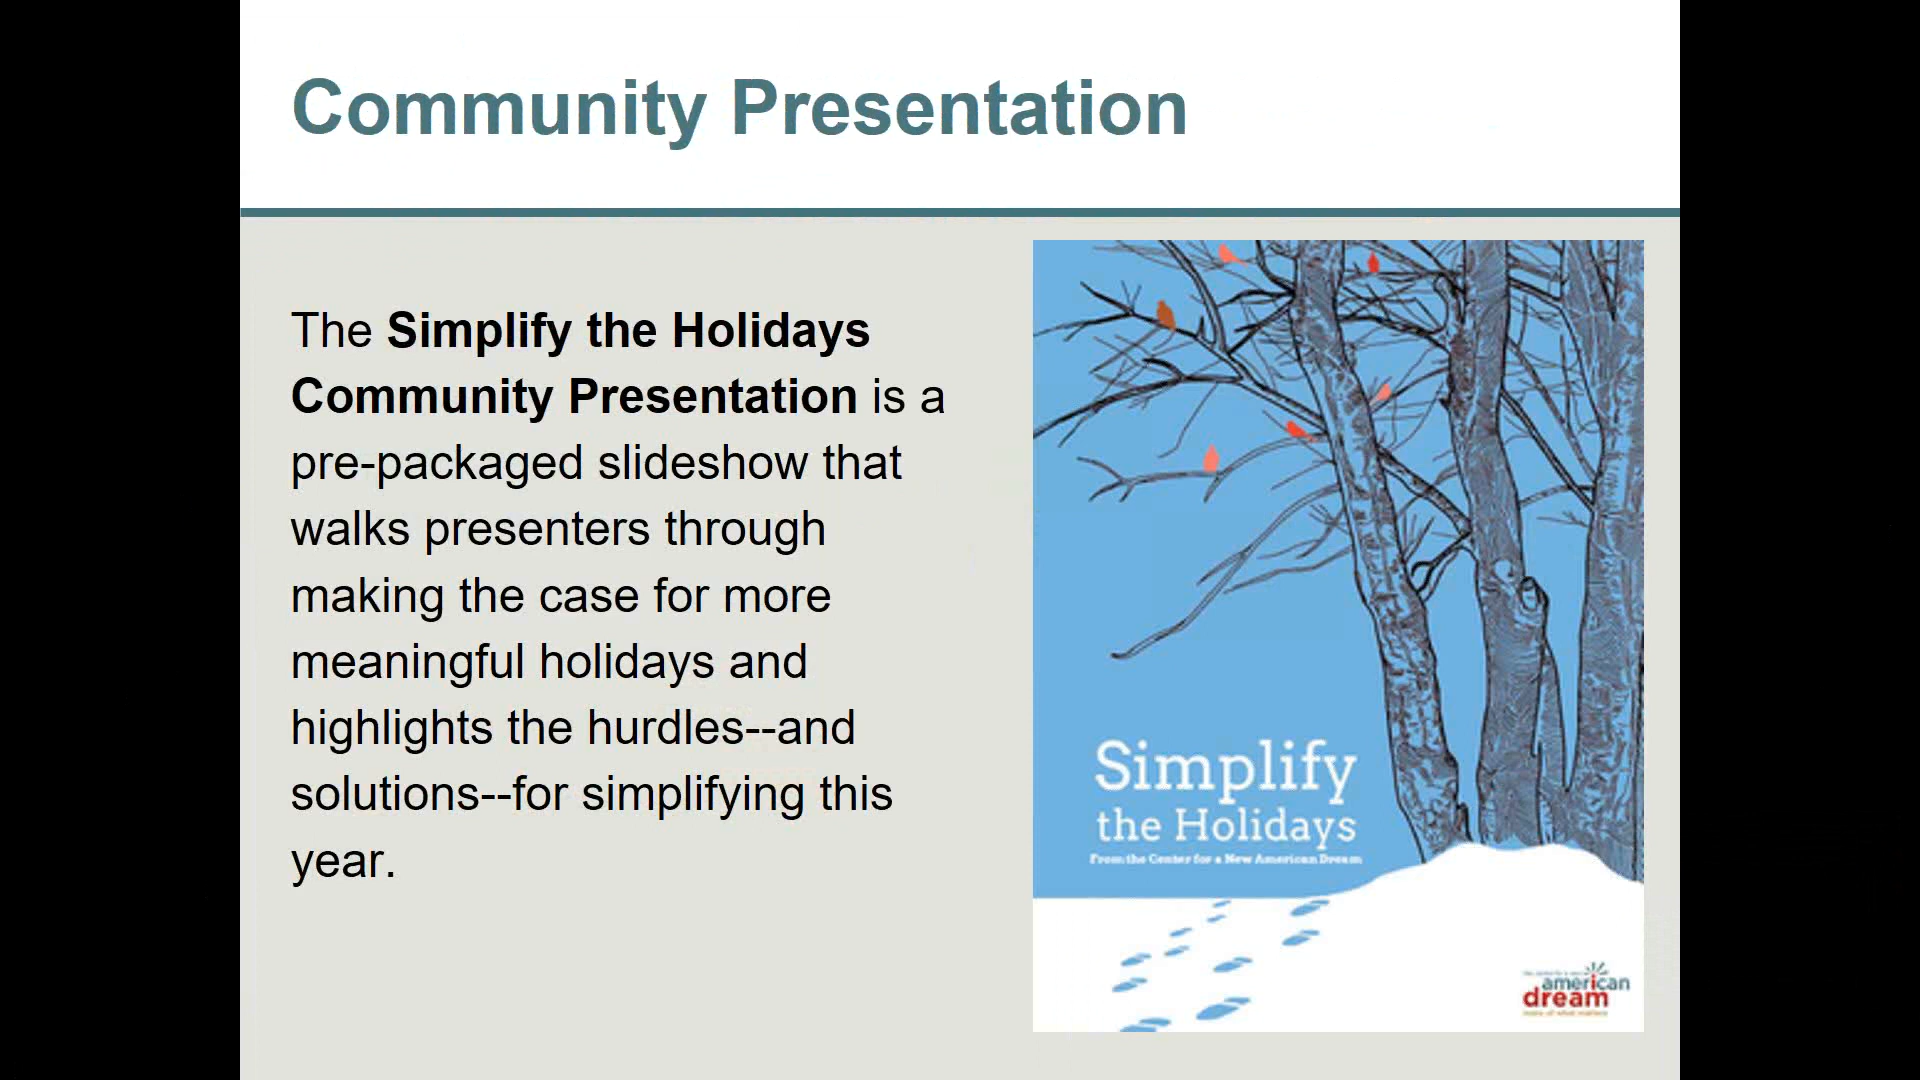 Community Presentation
The Simplify the Holidays
Community Presentation is a
pre-packaged slideshow that
walks presenters through
making the case for more
meaningful holidays and
highlights the hurdles--and
solutions--for simplifying this
year.
Simplify
the Holidays
From the Center for a New American Dream
american
dream